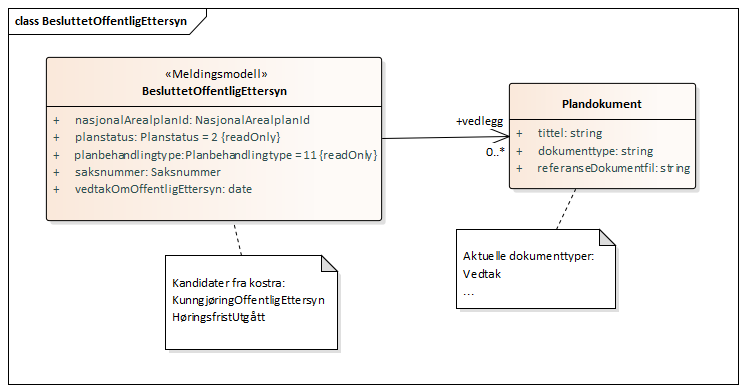 class BesluttetOffentligEttersyn
«Meldingsmodell»
BesluttetOffentligEttersyn
+ nasjonalArealplanId: NasjonalArealplanId
+ planstatus: Planstatus = 2 {readOnly}
+ planbehandlingtype:Planbehandlingtype = 11 {readOnly}
+ saksnummer: Saksnummer
+ vedtakOmOffentligEttersyn: date
+vedlegg
0..*
Plandokument
+ tittel: string
+ dokumenttype: string
+ referanseDokumentfil: string
Kandidater fra kostra:
KunngjøringOffentligEttersyn
HøringsfristUtgått
Aktuelle dokumenttyper:
Vedtak
...